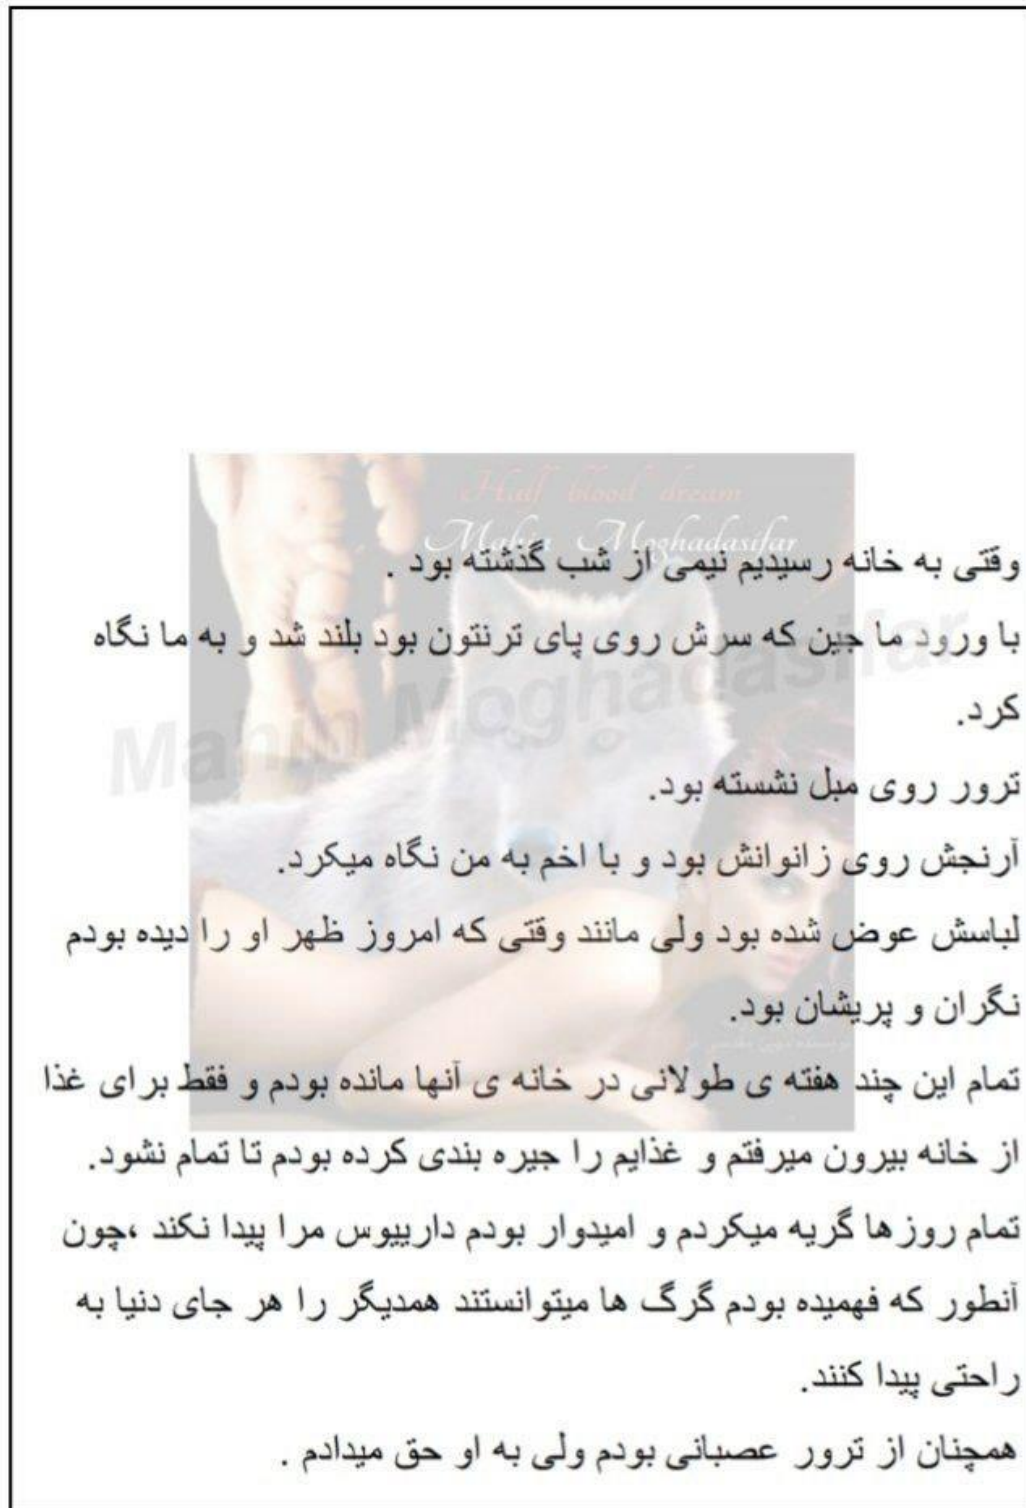 Half blood dream
Mahin Moghadasifar
وقتی به خانه رسیدیم نیمی از شب گذشته بود .
با ورود ما جین که سرش روی پای ترنتون بود بلند شد و به ما نگاه
کرد.
Mahin Moghadasifar
ترور روی مبل نشسته بود.
آرنجش روی زانوانش بود و با اخم به من نگاه میکرد.
لباسش عوض شده بود ولی مانند وقتی که امروز ظهر او را دیده بودم
نگران و پریشان بود.
تمام این چند هفته ی طولانی در خانه ی آنها مانده بودم و فقط برای غذا
از خانه بیرون میرفتم و غذایم را جیره بندی کرده بودم تا تمام نشود.
تمام روزها گریه میکردم و امیدوار بودم دارییوس مرا پیدا نکند ،چون
آنطور که فهمیده بودم گرگ ها میتوانستند همدیگر را هر جای دنیا به
راحتی پیدا کنند.
همچنان از ترور عصبانی بودم ولی به او حق میدادم .